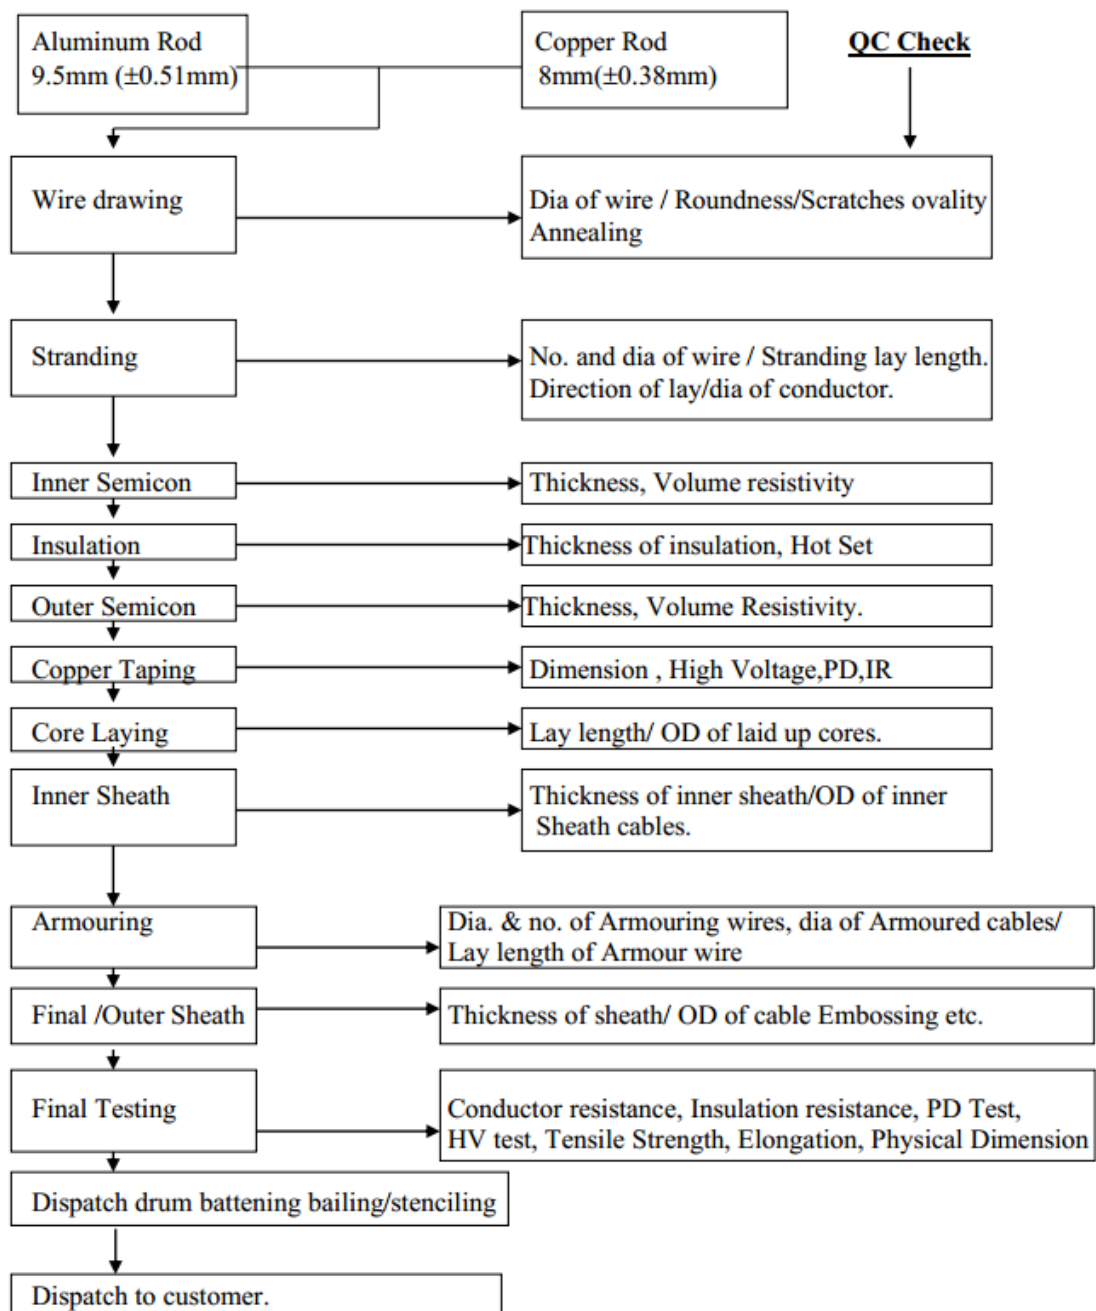 Aluminum Rod
9.5mm (±0.51mm)
Copper Rod
8mm(±0.38mm)
QC Check
Wire drawing
Dia of wire / Roundness/Scratches ovality
Annealing
Stranding
No. and dia of wire / Stranding lay length.
Direction of lay/dia of conductor.
Inner Semicon
Thickness, Volume resistivity
Insulation
Thickness of insulation, Hot Set
Outer Semicon
Thickness, Volume Resistivity.
Copper Taping
Dimension , High Voltage,PD,IR
Core Laying
Lay length/ OD of laid up cores.
Inner Sheath
Thickness of inner sheath/OD of inner
Sheath cables.
Armouring
Dia. & no. of Armouring wires, dia of Armoured cables/
Lay length of Armour wire
Final /Outer Sheath
Thickness of sheath/ OD of cable Embossing etc.
Final Testing
Conductor resistance, Insulation resistance, PD Test,
HV test, Tensile Strength, Elongation, Physical Dimension
Dispatch drum battening bailing/stenciling
Dispatch to customer.